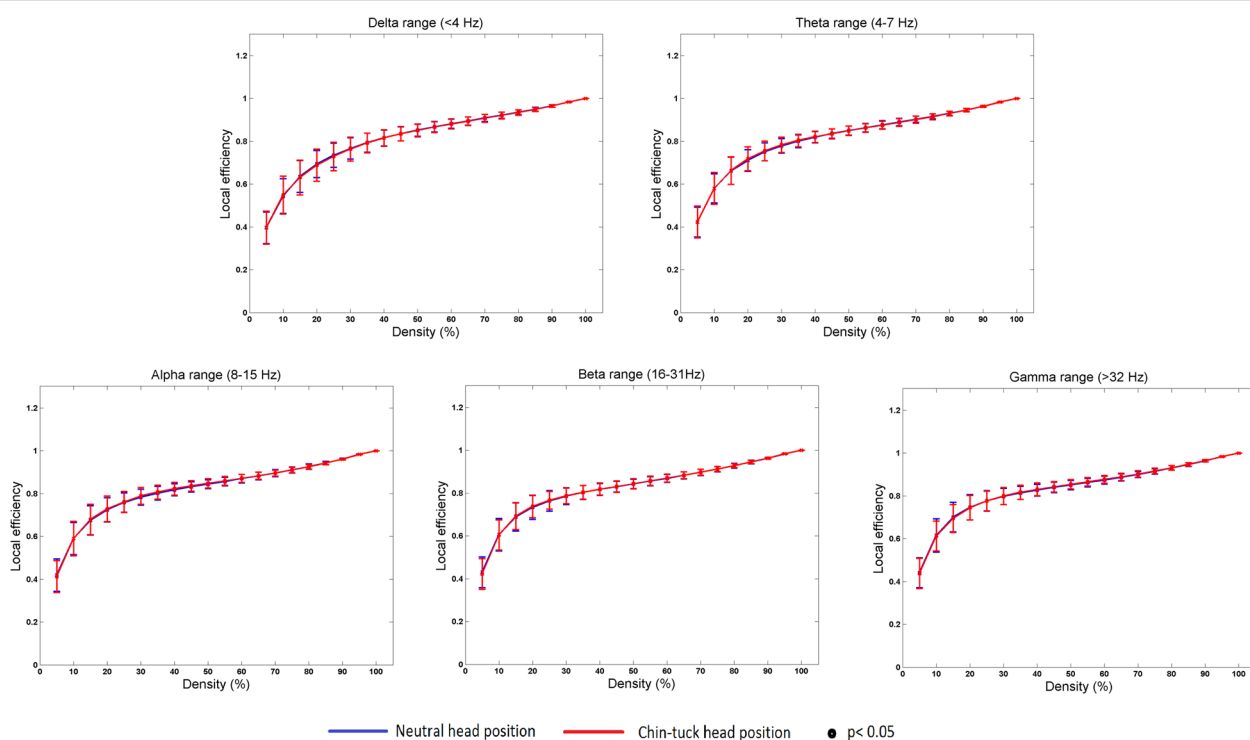 Delta range (<4 Hz)
1.2
1
0.8
0.6
0.4
0.2
0
Local efficiency
0 10 20 30 40 50 60 70 80 90 100
Density (%)
Theta range (4-7 Hz)
1.2
1
0.8
0.6
0.4
0.2
0
Local efficiency
0 10 20 30 40 50 60 70 80 90 100
Density (%)
Alpha range (8-15 Hz)
1.2
1
0.8
0.6
0.4
0.2
0
Local efficiency
0 10 20 30 40 50 60 70 80 90 100
Density (%)
Beta range (16-31Hz)
1.2
1
0.8
0.6
0.4
0.2
0
Local efficiency
0 10 20 30 40 50 60 70 80 90 100
Density (%)
Gamma range (>32 Hz)
1.2
1
0.8
0.6
0.4
0.2
0
Local efficiency
0 10 20 30 40 50 60 70 80 90 100
Density (%)
Neutral head position Chin-tuck head position p< 0.05